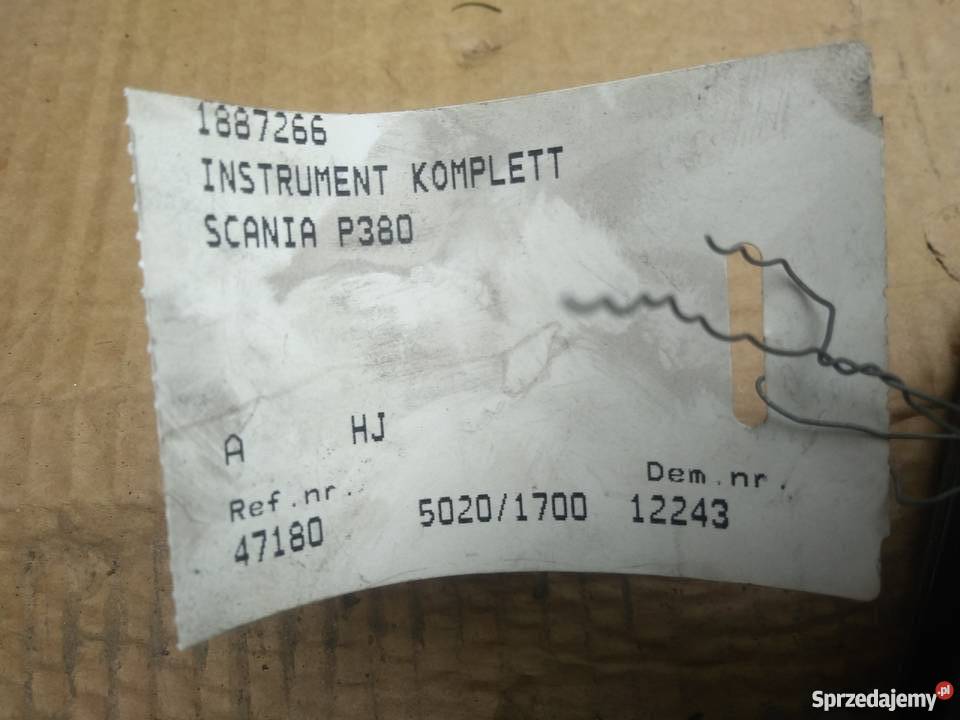 1887266
INSTRUMENT KOMPLETT
SCANIA P380
A HJ
Ref.nr. Dem.nr.
47180 5020/1700 12243
Sprzedajemy.pl